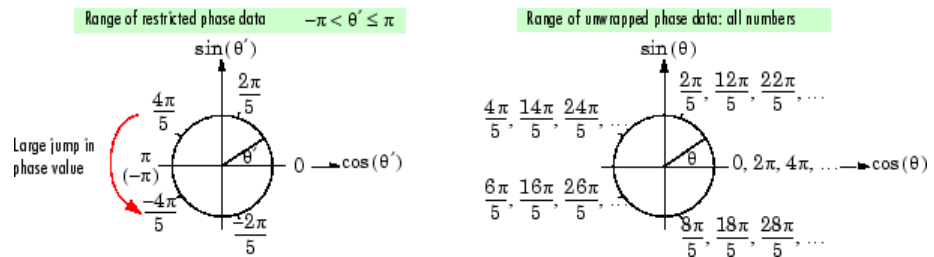 Range of restricted phase data −π < θ′ ≤ π
sin(θ′)
4π/5
2π/5
Large jump in
phase value
π
(−π)
θ′
0
cos(θ′)
−4π/5
−2π/5
Range of unwrapped phase data: all numbers
sin(θ)
2π/5, 12π/5, 22π/5, ...
4π/5, 14π/5, 24π/5, ...
θ
0, 2π, 4π, ...
cos(θ)
6π/5, 16π/5, 26π/5, ...
8π/5, 18π/5, 28π/5, ...